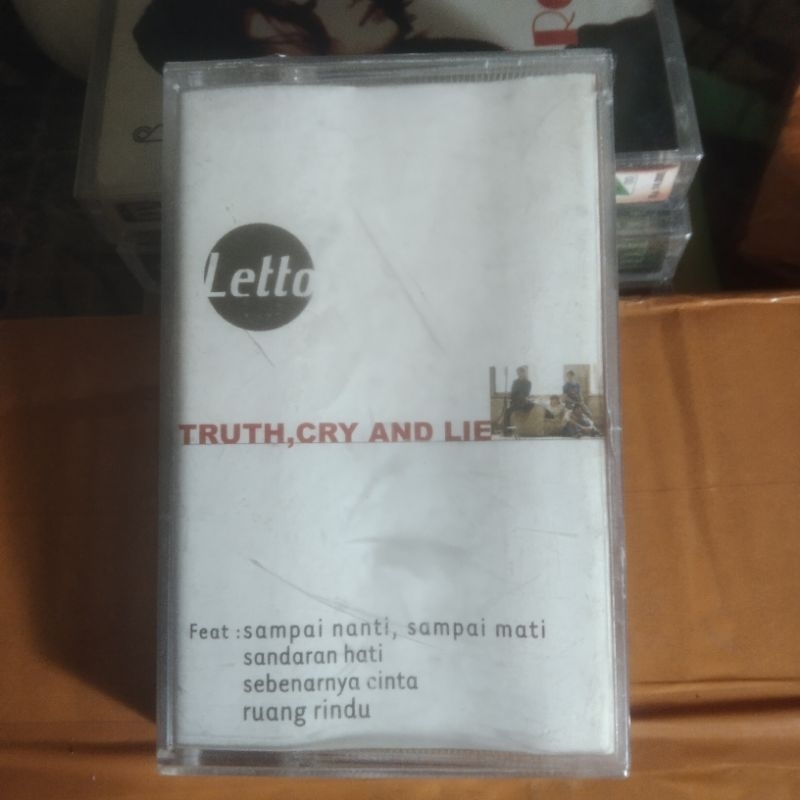 Letto
TRUTH,CRY AND LIE
Feat : sampai nanti, sampai mati
sandaran hati
sebenarnya cinta
ruang rindu